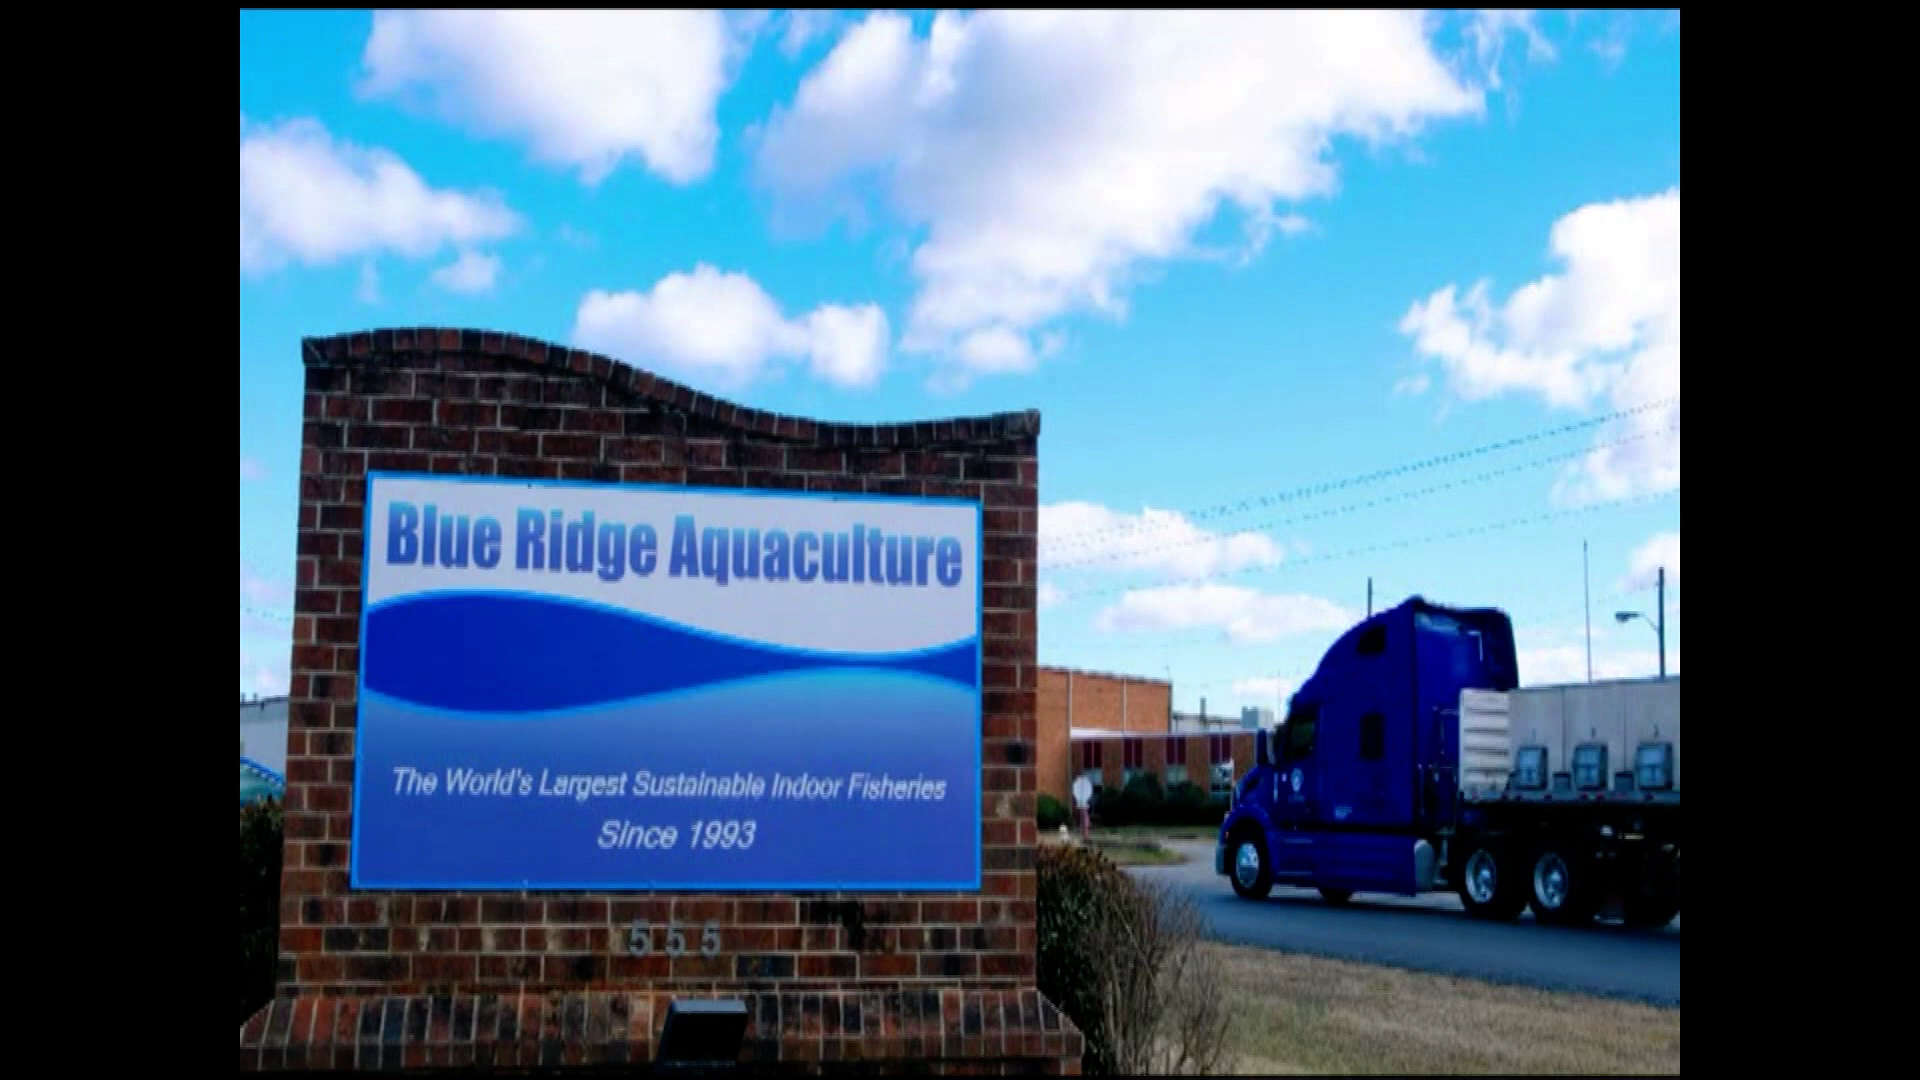 Blue Ridge Aquaculture
The World's Largest Sustainable Indoor Fisheries
Since 1993
555